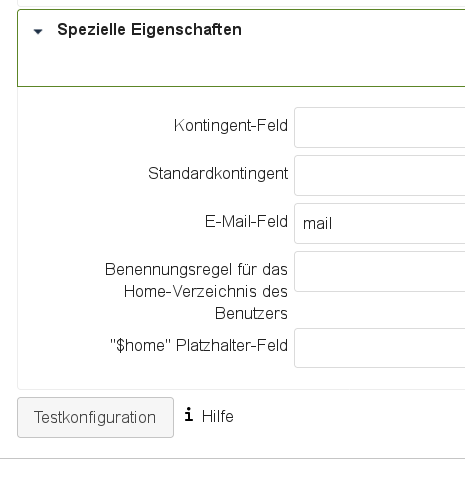 Spezielle Eigenschaften
Kontingent-Feld
Standardkontingent
E-Mail-Feld mail
Benennungsregel für das
Home-Verzeichnis des
Benutzers
"$home" Platzhalter-Feld
Testkonfiguration i Hilfe